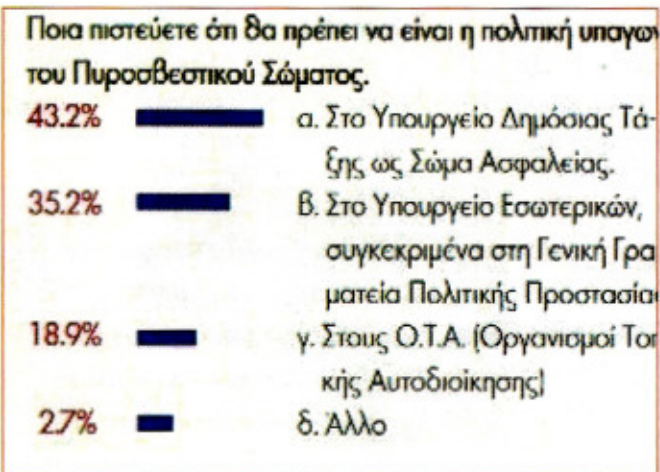 Ποια πιστεύετε ότι θα πρέπει να είναι η πολιτική υπαγω
του Πυροσβεστικού Σώματος.
43.2% α. Στο Υπουργείο Δημόσιας Τά-
ξης ως Σώμα Ασφαλείας.
35.2% β. Στο Υπουργείο Εσωτερικών,
συγκεκριμένα στη Γενική Γρα
ματεία Πολιτικής Προστασία
18.9% γ. Στους Ο.Τ.Α. (Οργανισμοί Τοπ
κής Αυτοδιοίκησης)
2.7% δ. Άλλο